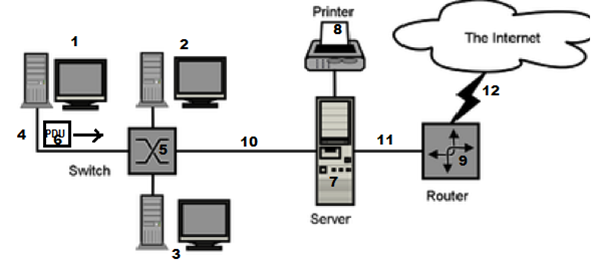 Printer
1
2
8
The Internet
12
4
PDU
6
5
10
11
9
7
Switch
Router
Server
3